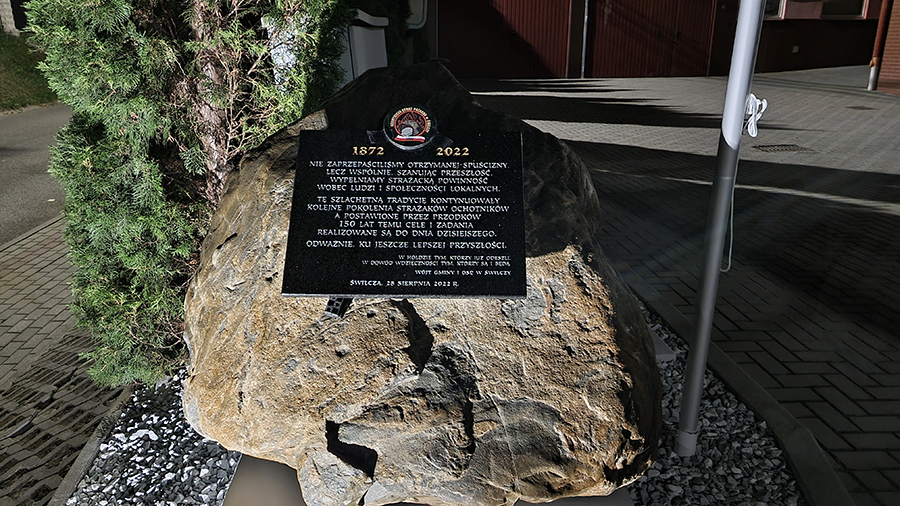 1872 2022
NIE ZAPRZEPAŚCILIŚMY OTRZYMANEJ SPUŚCIZNY,
LECZ WSPÓLNIE, SZANUJĄC PRZESZŁOŚĆ,
WYPEŁNIAMY STRAŻACKĄ POWINNOŚĆ
WOBEC LUDZI I SPOŁECZNOŚCI LOKALNYCH.
TĘ SZLACHETNĄ TRADYCJĘ KONTYNUOWAŁY
KOLEJNE POKOLENIA STRAŻAKÓW OCHOTNIKÓW
A POSTAWIONE PRZEZ PRZODKÓW
150 LAT TEMU CELE I ZADANIA
REALIZOWANE SĄ DO DNIA DZISIEJSZEGO.
ODWAŻNIE, KU JESZCZE LEPSZEJ PRZYSZŁOŚCI.
W HOŁDZIE TYM, KTÓRZY JUŻ ODESZLI,
W DOWÓD WDZIĘCZNOŚCI TYM, KTÓRZY SĄ I BĘDĄ
WÓJT GMINY I OSP W ŚWILCZY
ŚWILCZA, 28 SIERPNIA 2022 R.